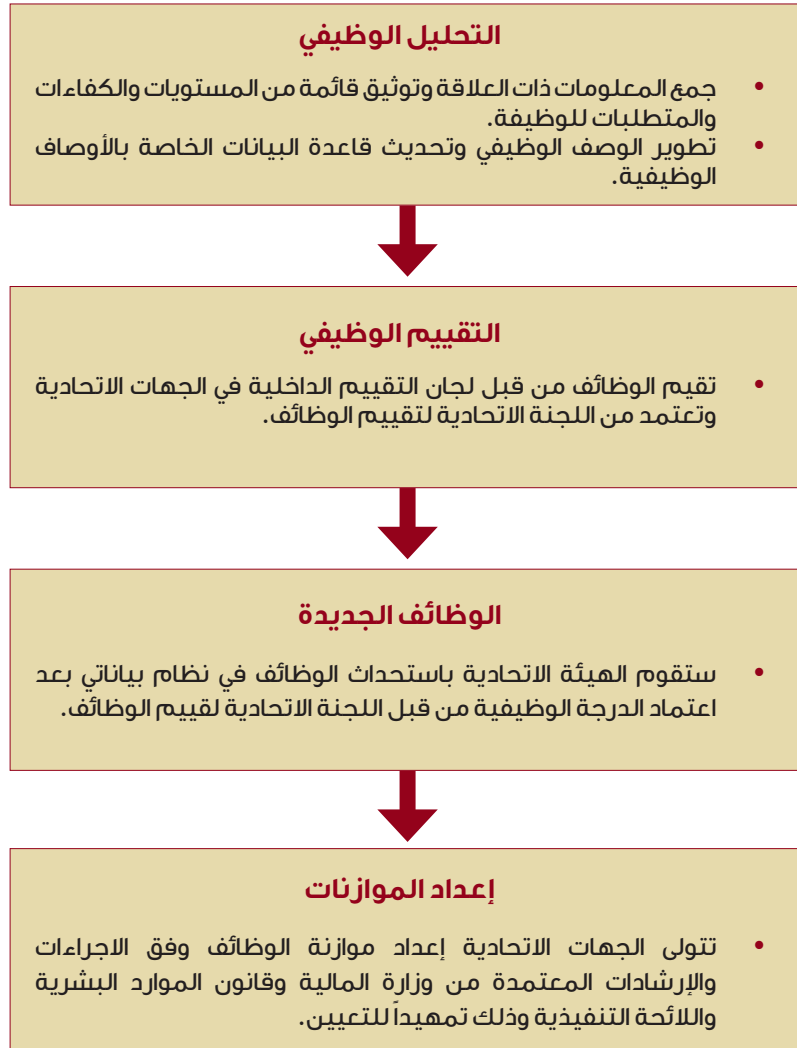 التحليل الوظيفي
• جمع المعلومات ذات العلاقة وتوثيق قائمة من المستويات والكفاءات
والمتطلبات للوظيفة.
• تطوير الوصف الوظيفي وتحديث قاعدة البيانات الخاصة بالأوصاف
الوظيفية.
التقييم الوظيفي
• تقيم الوظائف من قبل لجان التقييم الداخلية في الجهات الاتحادية
وتعتمد من اللجنة الاتحادية لتقييم الوظائف.
الوظائف الجديدة
• ستقوم الهيئة الاتحادية باستحداث الوظائف في نظام بياناتي بعد
اعتماد الدرجة الوظيفية من قبل اللجنة الاتحادية لقييم الوظائف.
إعداد الموازنات
• تتولى الجهات الاتحادية إعداد موازنة الوظائف وفق الاجراءات
والإرشادات المعتمدة من وزارة المالية وقانون الموارد البشرية
واللائحة التنفيذية وذلك تمهيداً للتعيين.